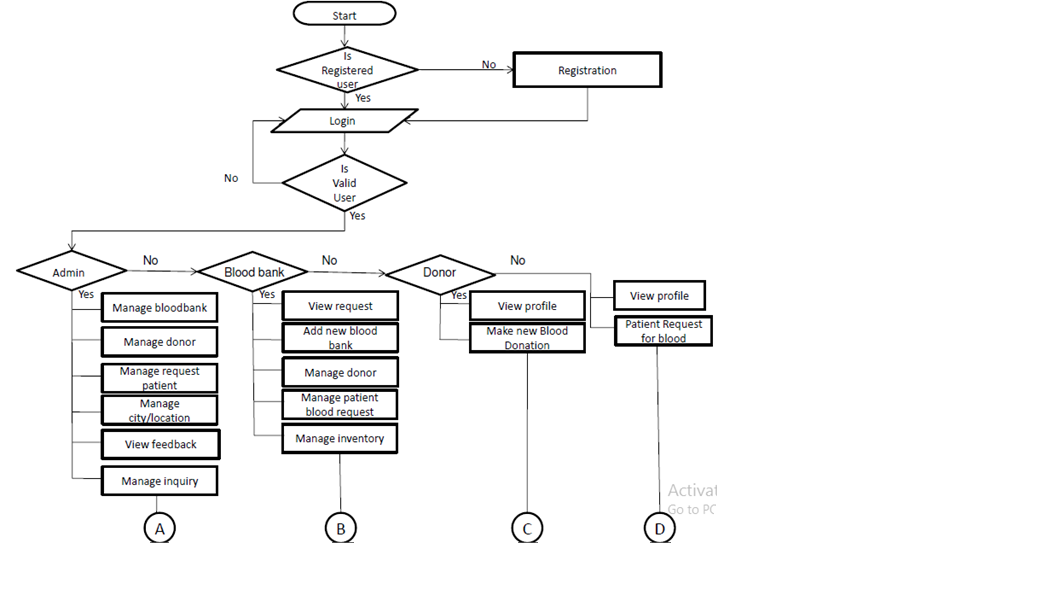 Start
Is
Registered
user
No
Registration
Yes
Login
Is
Valid
User
No
Yes
Admin
No
Blood bank
No
Donor
No
Yes
Manage bloodbank
Manage donor
Manage request
patient
Manage
city/location
View feedback
Manage inquiry
Yes
View request
Add new blood
bank
Manage donor
Manage patient
blood request
Manage inventory
Yes
View profile
Make new Blood
Donation
View profile
Patient Request
for blood
Activat
Go to PC
A
B
C
D